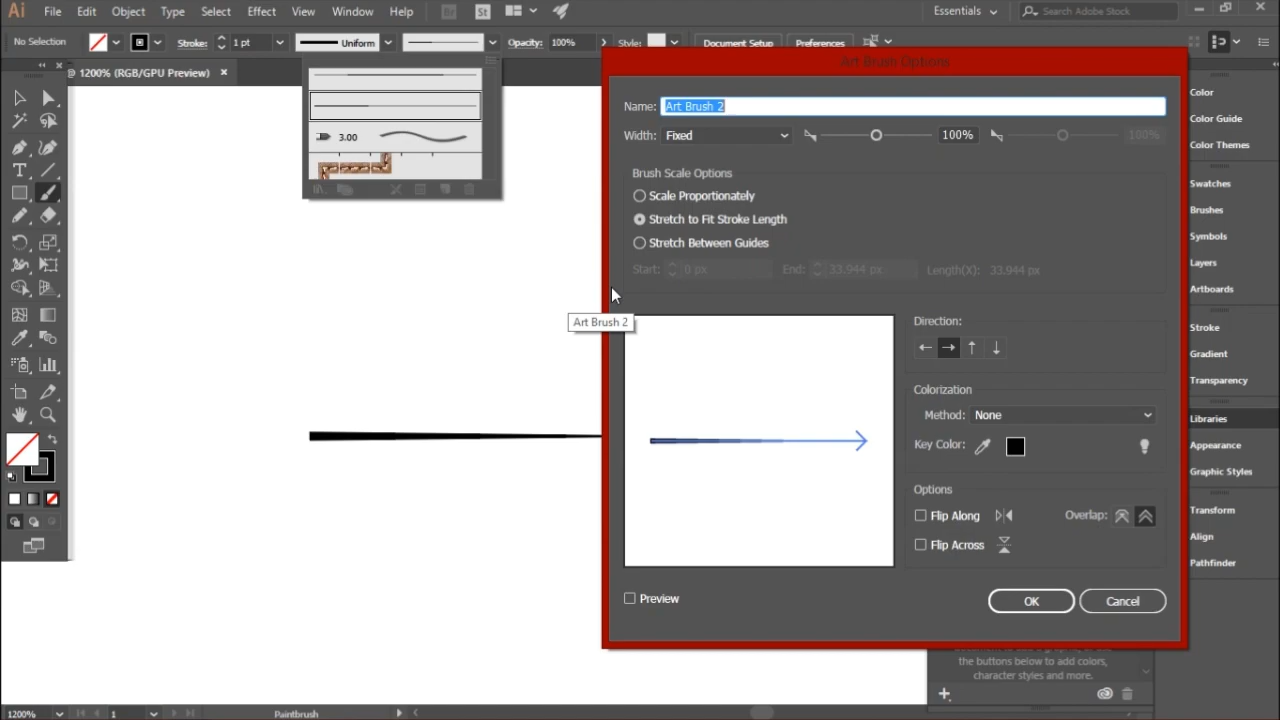 Ai File Edit Object Type Select Effect View Window Help Br St Essentials Search Adobe Stock
No Selection Stroke: 1 pt Uniform Opacity: 100% Style: Document Setup Preferences
@ 1200% (RGB/GPU Preview) ×
3.00
Art Brush Options
Name: Art Brush 2
Width: Fixed 100% 100%
Brush Scale Options
Scale Proportionately
Stretch to Fit Stroke Length
Stretch Between Guides
Start: 0 px End: 33.944 px Length(X): 33.944 px
Art Brush 2
Direction:
Colorization
Method: None
Key Color:
Options
Flip Along Overlap:
Flip Across
Preview
OK Cancel
Color
Color Guide
Color Themes
Swatches
Brushes
Symbols
Layers
Artboards
Stroke
Gradient
Transparency
Libraries
Appearance
Graphic Styles
Transform
Align
Pathfinder
the buttons below to add colors,
character styles and more.
1200% 1 Paintbrush